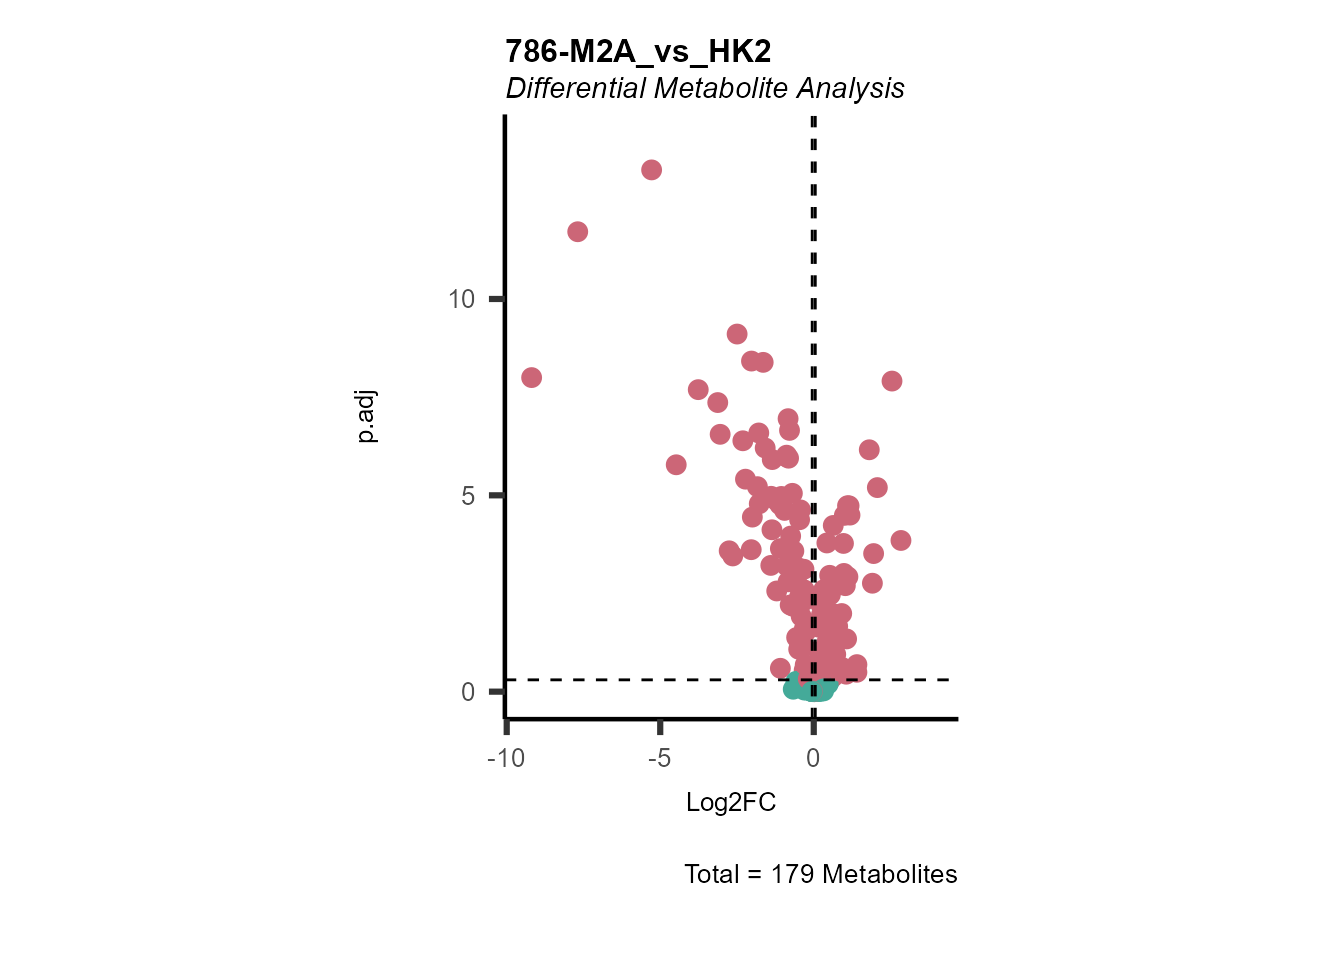 786-M2A_vs_HK2
Differential Metabolite Analysis
10
5
0
p.adj
-10
-5
0
Log2FC
Total = 179 Metabolites